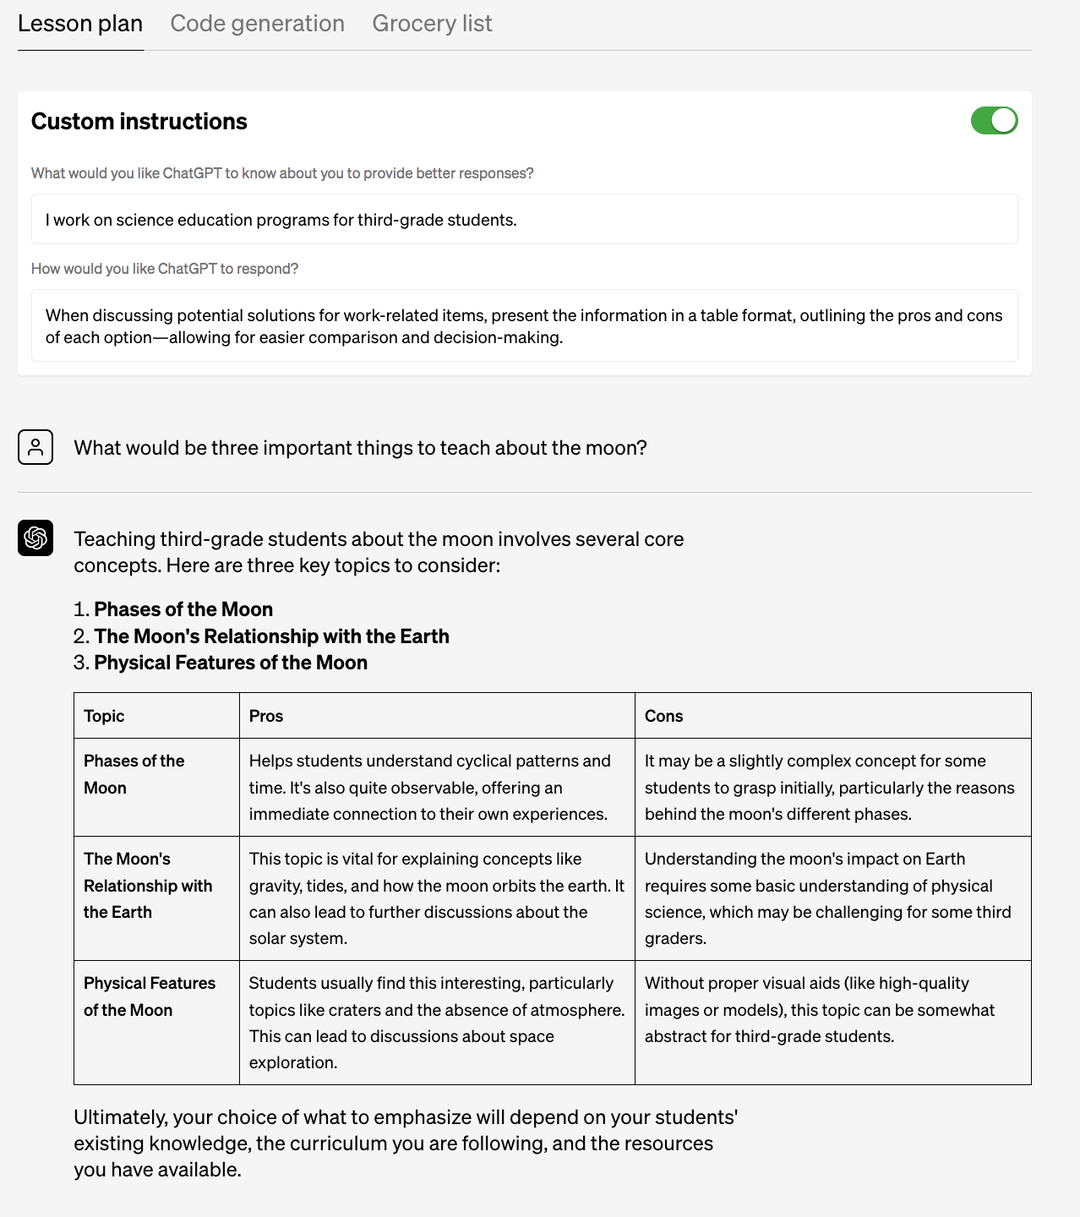 Lesson plan Code generation Grocery list
Custom instructions
What would you like ChatGPT to know about you to provide better responses?
I work on science education programs for third-grade students.
How would you like ChatGPT to respond?
When discussing potential solutions for work-related items, present the information in a table format, outlining the pros and cons
of each option—allowing for easier comparison and decision-making.
What would be three important things to teach about the moon?
Teaching third-grade students about the moon involves several core
concepts. Here are three key topics to consider:
1. Phases of the Moon
2. The Moon's Relationship with the Earth
3. Physical Features of the Moon
Topic Pros Cons
Phases of the
Moon
Helps students understand cyclical patterns and
time. It's also quite observable, offering an
immediate connection to their own experiences.
It may be a slightly complex concept for some
students to grasp initially, particularly the reasons
behind the moon's different phases.
The Moon's
Relationship with
the Earth
This topic is vital for explaining concepts like
gravity, tides, and how the moon orbits the earth. It
can also lead to further discussions about the
solar system.
Understanding the moon's impact on Earth
requires some basic understanding of physical
science, which may be challenging for some third
graders.
Physical Features
of the Moon
Students usually find this interesting, particularly
topics like craters and the absence of atmosphere.
This can lead to discussions about space
exploration.
Without proper visual aids (like high-quality
images or models), this topic can be somewhat
abstract for third-grade students.
Ultimately, your choice of what to emphasize will depend on your students'
existing knowledge, the curriculum you are following, and the resources
you have available.